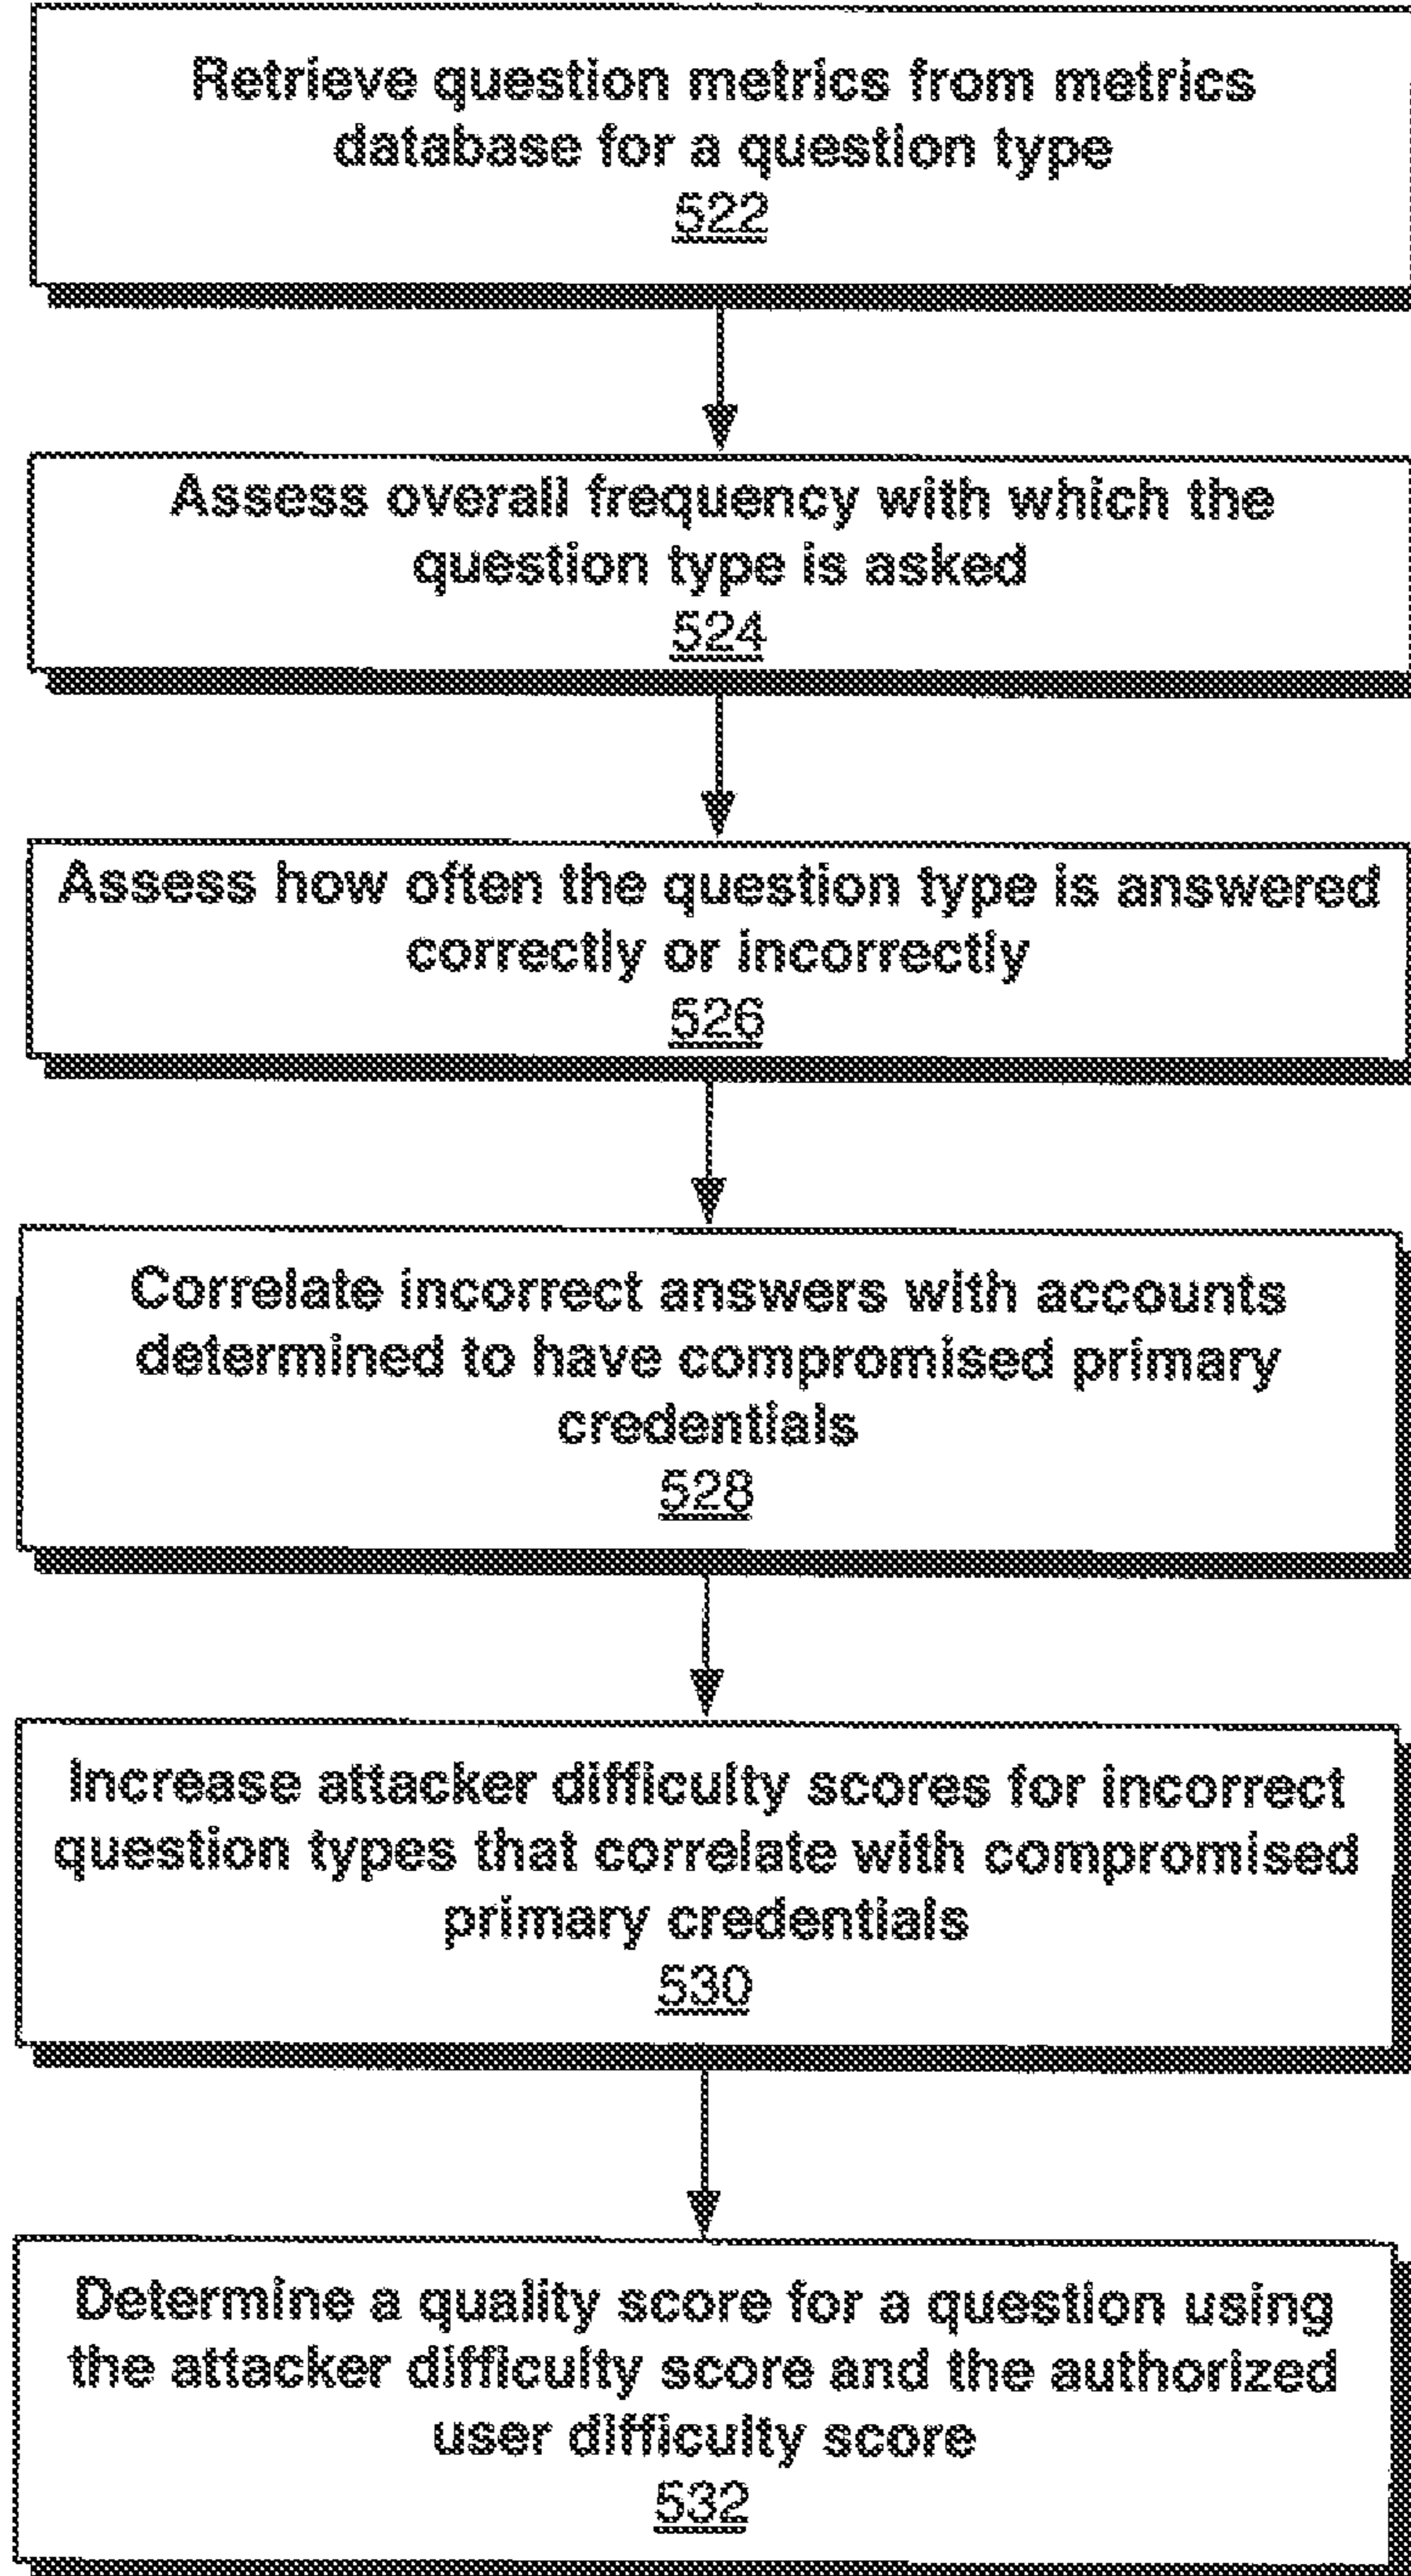 Retrieve question metrics from metrics
database for a question type
522
Assess overall frequency with which the
question type is asked
524
Assess how often the question type is answered
correctly or incorrectly
526
Correlate incorrect answers with accounts
determined to have compromised primary
credentials
528
Increase attacker difficulty scores for incorrect
question types that correlate with compromised
primary credentials
530
Determine a quality score for a question using
the attacker difficulty score and the authorized
user difficulty score
532